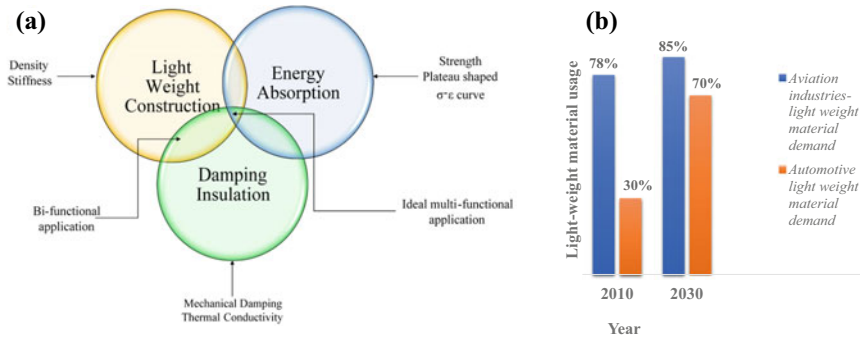 (a)
Density
Stiffness
Light
Weight
Construction
Energy
Absorption
Strength
Plateau shaped
σ-ε curve
Damping
Insulation
Bi-functional
application
Ideal multi-functional
application
Mechanical Damping
Thermal Conductivity
(b)
Light-weight material usage
78%
30%
85%
70%
2010
2030
Year
Aviation
industries-
light weight
material
demand
Automotive
light weight
material
demand